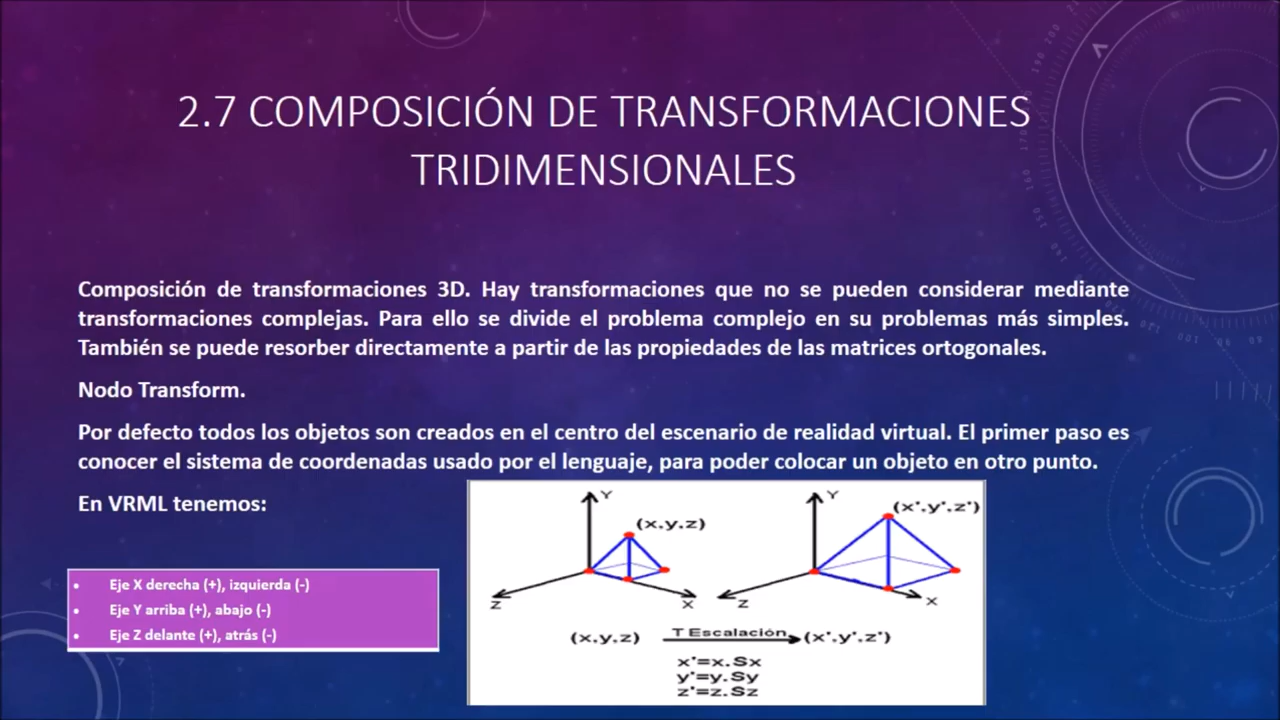 2.7 COMPOSICIÓN DE TRANSFORMACIONES
TRIDIMENSIONALES
Composición de transformaciones 3D. Hay transformaciones que no se pueden considerar mediante
transformaciones complejas. Para ello se divide el problema complejo en su problemas más simples.
También se puede resorber directamente a partir de las propiedades de las matrices ortogonales.
Nodo Transform.
Por defecto todos los objetos son creados en el centro del escenario de realidad virtual. El primer paso es
conocer el sistema de coordenadas usado por el lenguaje, para poder colocar un objeto en otro punto.
En VRML tenemos:
• Eje X derecha (+), izquierda (-)
• Eje Y arriba (+), abajo (-)
• Eje Z delante (+), atrás (-)
Y
(x,y,z)
Z
X
Y
(x',y',z')
Z
X
(x,y,z) T Escalación (x',y',z')
x'=x.Sx
y'=y.Sy
z'=z.Sz